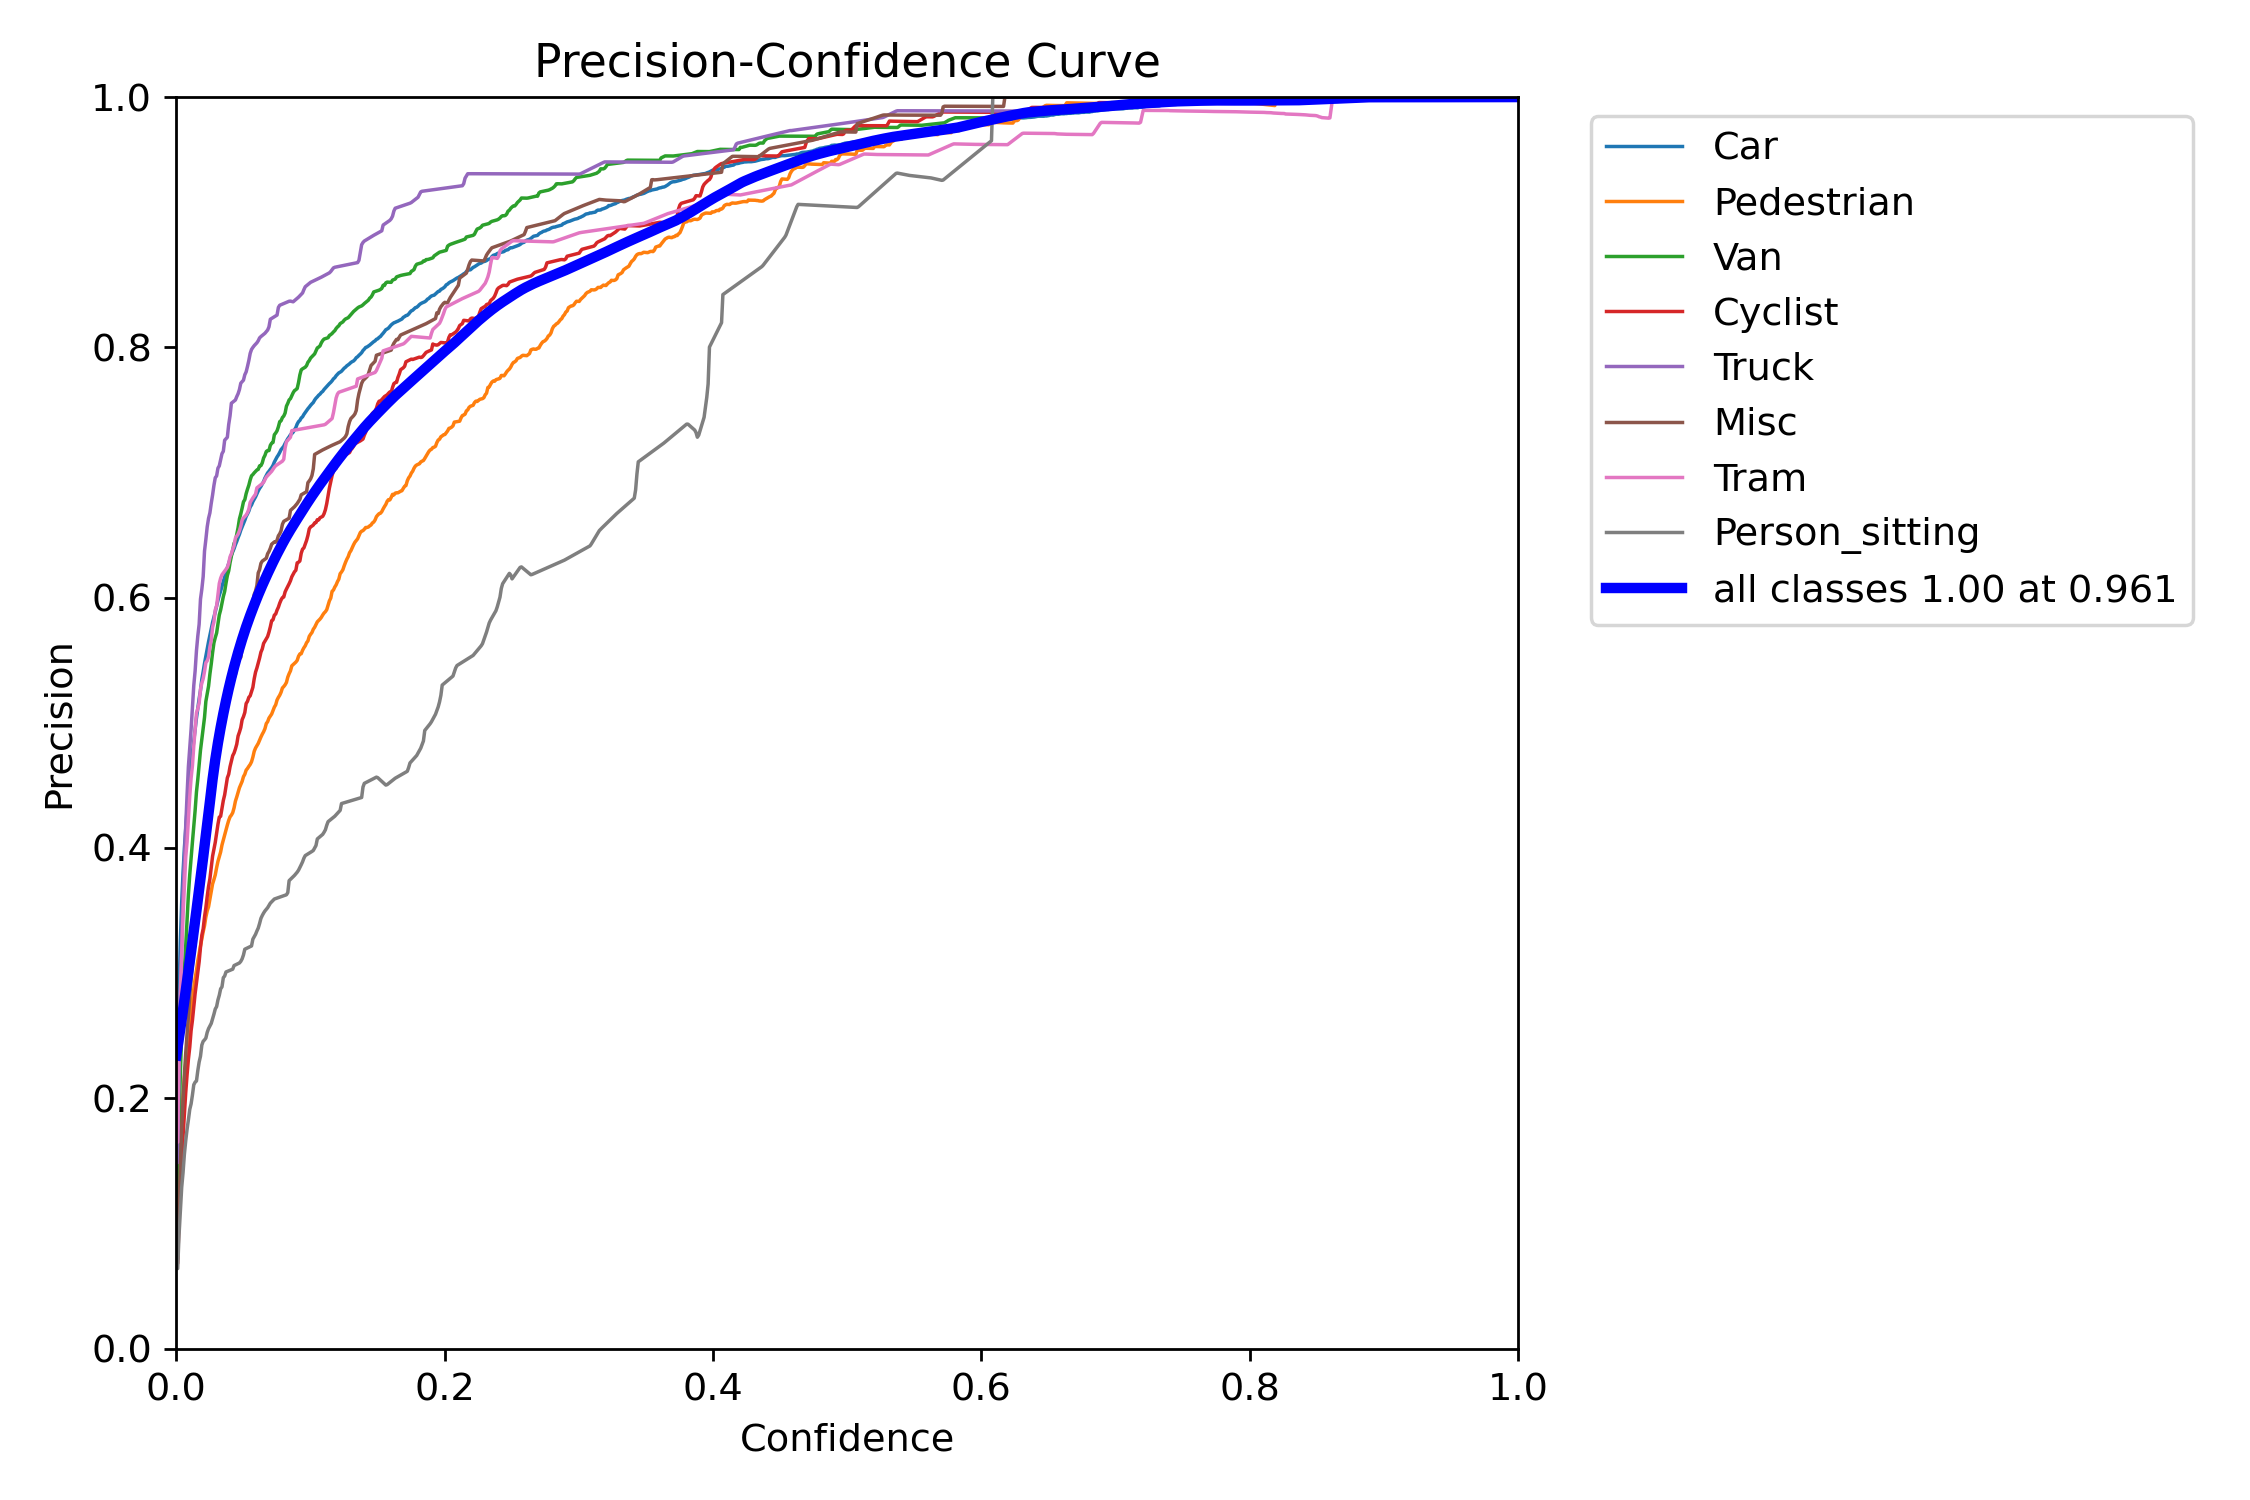 Precision-Confidence Curve
1.0
0.8
0.6
0.4
0.2
0.0
Precision
0.0 0.2 0.4 0.6 0.8 1.0
Confidence
Car
Pedestrian
Van
Cyclist
Truck
Misc
Tram
Person_sitting
all classes 1.00 at 0.961